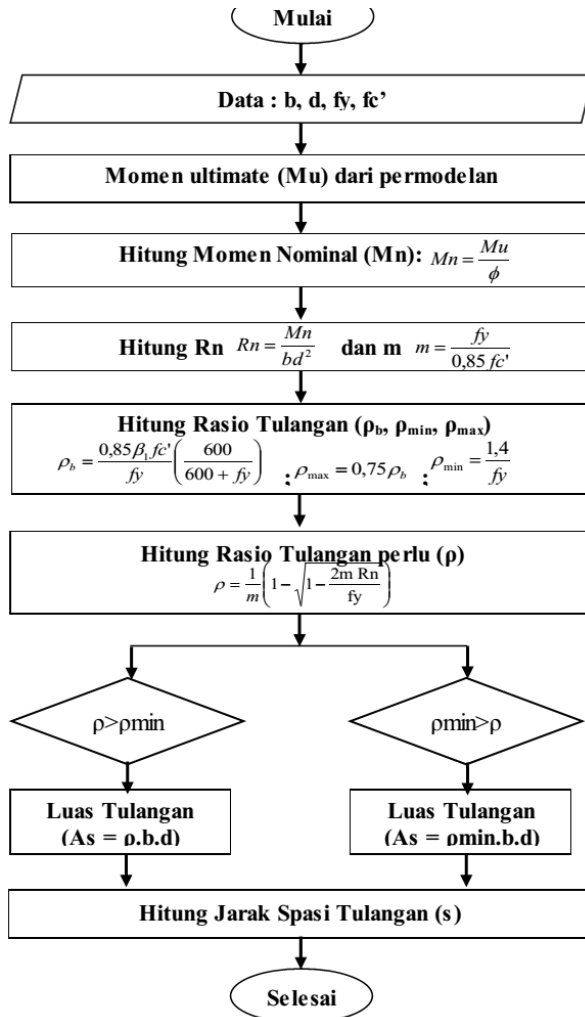 Mulai
Data : b, d, fy, fc’
Momen ultimate (Mu) dari permodelan
Hitung Momen Nominal (Mn): Mn = Mu/ϕ
Hitung Rn Rn = Mn/bd² dan m m = fy/0,85 fc'
Hitung Rasio Tulangan (ρb, ρmin, ρmax)
ρb = 0,85β₁fc'/fy (600/600 + fy) ; ρmax = 0,75ρb ; ρmin = 1,4/fy
Hitung Rasio Tulangan perlu (ρ)
ρ = 1/m (1 − √(1 − 2m Rn/fy))
ρ>ρmin
ρmin>ρ
Luas Tulangan
(As = ρ.b.d)
Luas Tulangan
(As = ρmin.b.d)
Hitung Jarak Spasi Tulangan (s)
Selesai